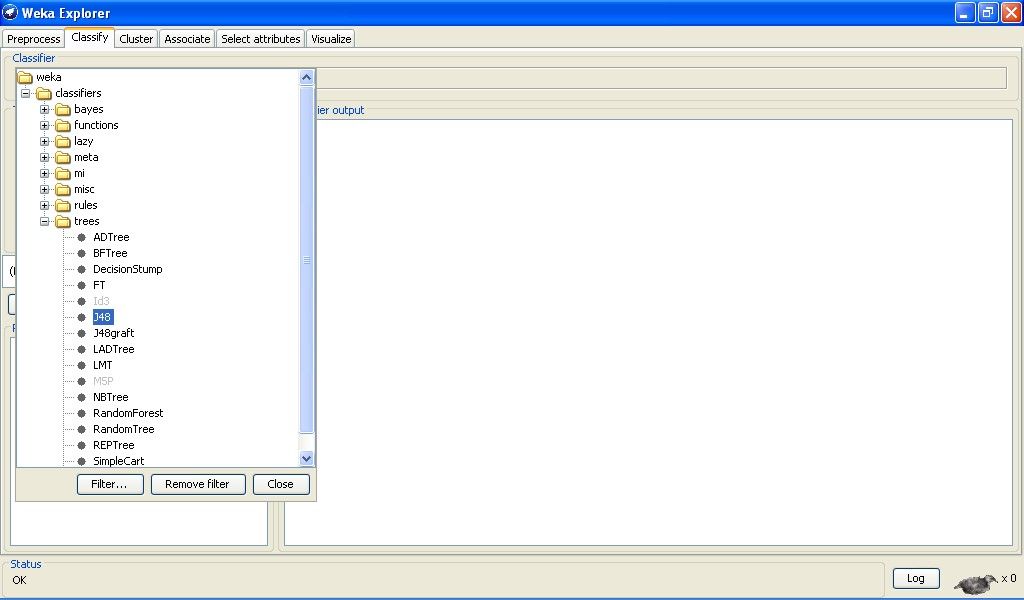 Weka Explorer
Preprocess Classify Cluster Associate Select attributes Visualize
Classifier
weka
classifiers
bayes
ier output
functions
lazy
meta
mi
misc
rules
trees
ADTree
BFTree
DecisionStump
FT
Id3
J48
J48graft
LADTree
LMT
M5P
NBTree
RandomForest
RandomTree
REPTree
SimpleCart
Filter... Remove filter Close
Status
OK
Log x 0